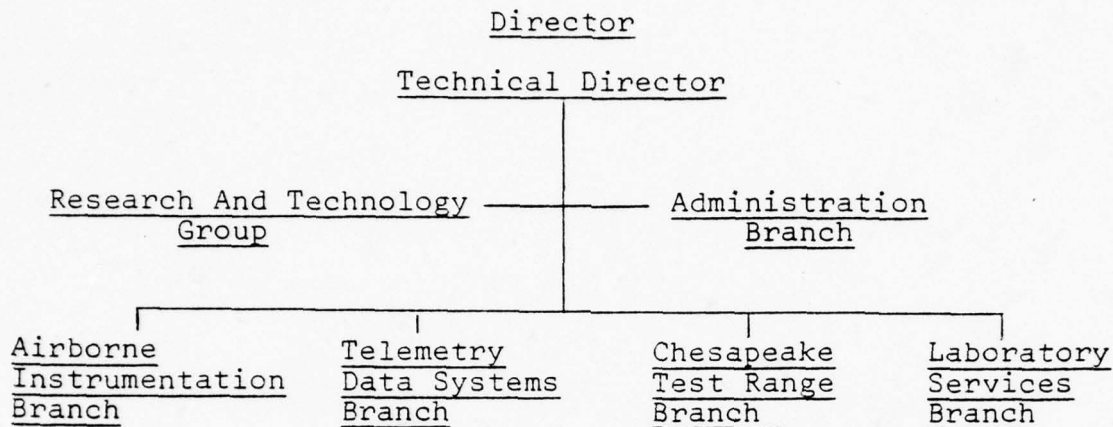 Director
Technical Director
Research And Technology
Group
Administration
Branch
Airborne
Instrumentation
Branch
Telemetry
Data Systems
Branch
Chesapeake
Test Range
Branch
Laboratory
Services
Branch